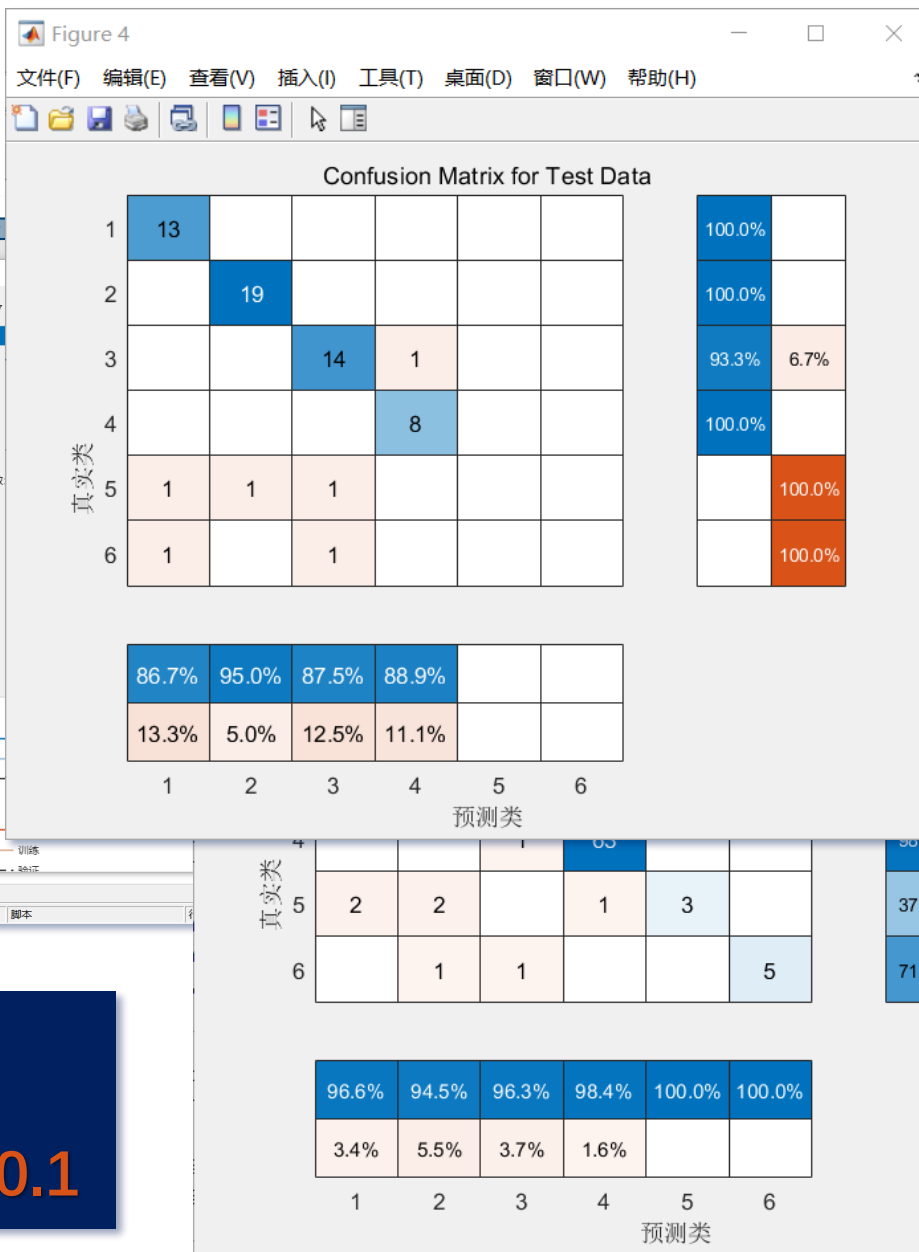 Figure 4
文件(F) 编辑(E) 查看(V) 插入(I) 工具(T) 桌面(D) 窗口(W) 帮助(H)
Confusion Matrix for Test Data
1 13 100.0%
2 19 100.0%
3 14 1 93.3% 6.7%
4 8 100.0%
真实类
5 1 1 1 100.0%
6 1 1 100.0%
86.7% 95.0% 87.5% 88.9%
13.3% 5.0% 12.5% 11.1%
1 2 3 4 5 6
预测类
训练
验证
脚本
4 1 63 98
真实类
5 2 2 1 3 37
6 1 1 5 71
96.6% 94.5% 96.3% 98.4% 100.0% 100.0%
3.4% 5.5% 3.7% 1.6%
1 2 3 4 5 6
预测类
0.1